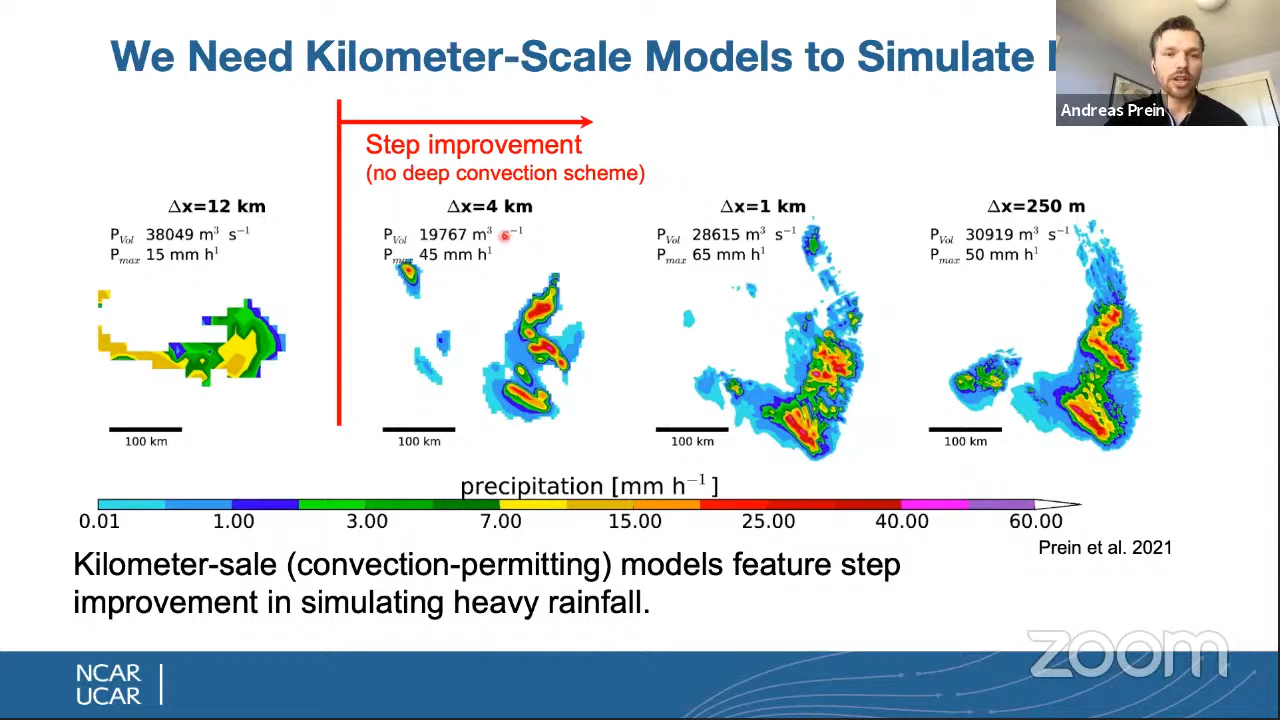 We Need Kilometer-Scale Models to Simulate
Andreas Prein
Step improvement
(no deep convection scheme)
Δx=12 km
P_Vol 38049 m³ s⁻¹
P_max 15 mm h¹
100 km
Δx=4 km
P_Vol 19767 m³ s⁻¹
P_max 45 mm h¹
100 km
Δx=1 km
P_Vol 28615 m³ s⁻¹
P_max 65 mm h¹
100 km
Δx=250 m
P_Vol 30919 m³ s⁻¹
P_max 50 mm h¹
100 km
precipitation [mm h⁻¹]
0.01 1.00 3.00 7.00 15.00 25.00 40.00 60.00
Prein et al. 2021
Kilometer-sale (convection-permitting) models feature step
improvement in simulating heavy rainfall.
zoom
NCAR
UCAR